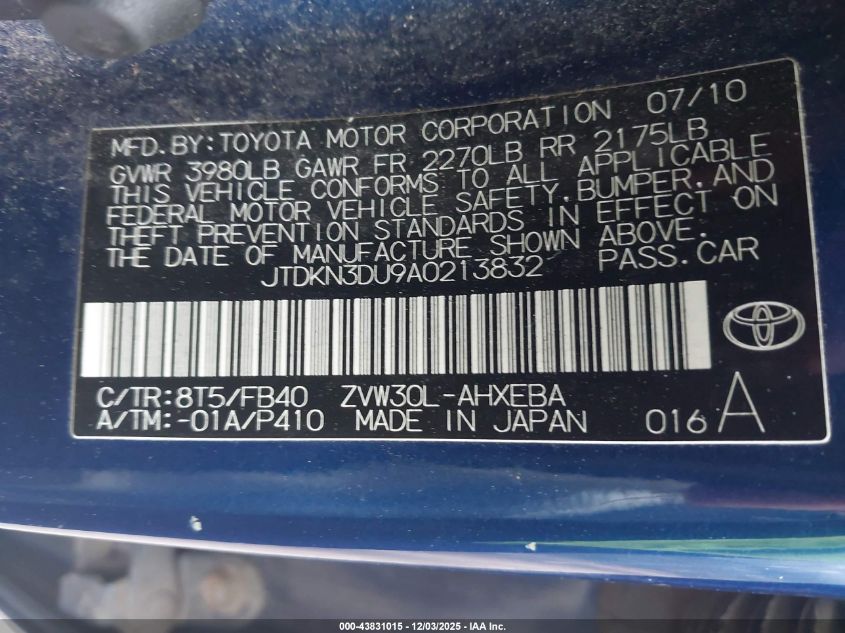 MFD. BY: TOYOTA MOTOR CORPORATION 07/10
GVWR 3980LB GAWR FR 2270LB RR 2175LB
THIS VEHICLE CONFORMS TO ALL APPLICABLE
FEDERAL MOTOR VEHICLE SAFETY, BUMPER, AND
THEFT PREVENTION STANDARDS IN EFFECT ON
THE DATE OF MANUFACTURE SHOWN ABOVE.
JTDKN3DU9A0213832 PASS. CAR
C/TR: 8T5/FB40 ZVW30L-AHXEBA
A/TM: -01A/P410 MADE IN JAPAN 016 A
000-43831015 - 12/03/2025 - IAA Inc.